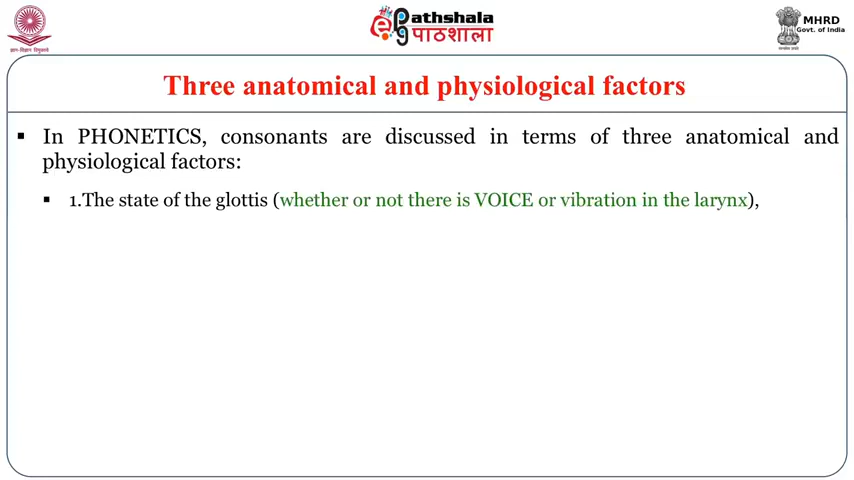 ePathshala
पाठशाला
MHRD
Govt. of India
Three anatomical and physiological factors
▪ In PHONETICS, consonants are discussed in terms of three anatomical and
physiological factors:
▪ 1.The state of the glottis (whether or not there is VOICE or vibration in the larynx),